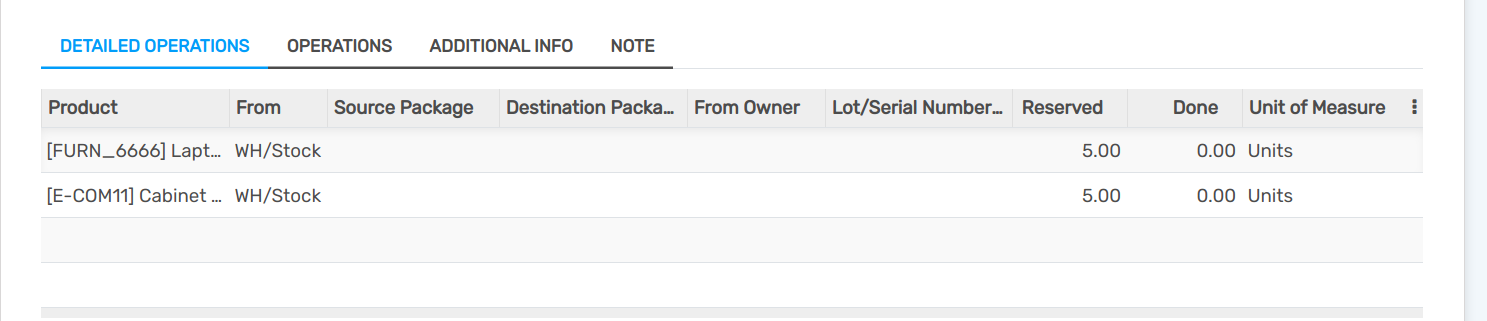 DETAILED OPERATIONS OPERATIONS ADDITIONAL INFO NOTE
Product From Source Package Destination Packa... From Owner Lot/Serial Number... Reserved Done Unit of Measure
[FURN_6666] Lapt... WH/Stock 5.00 0.00 Units
[E-COM11] Cabinet ... WH/Stock 5.00 0.00 Units